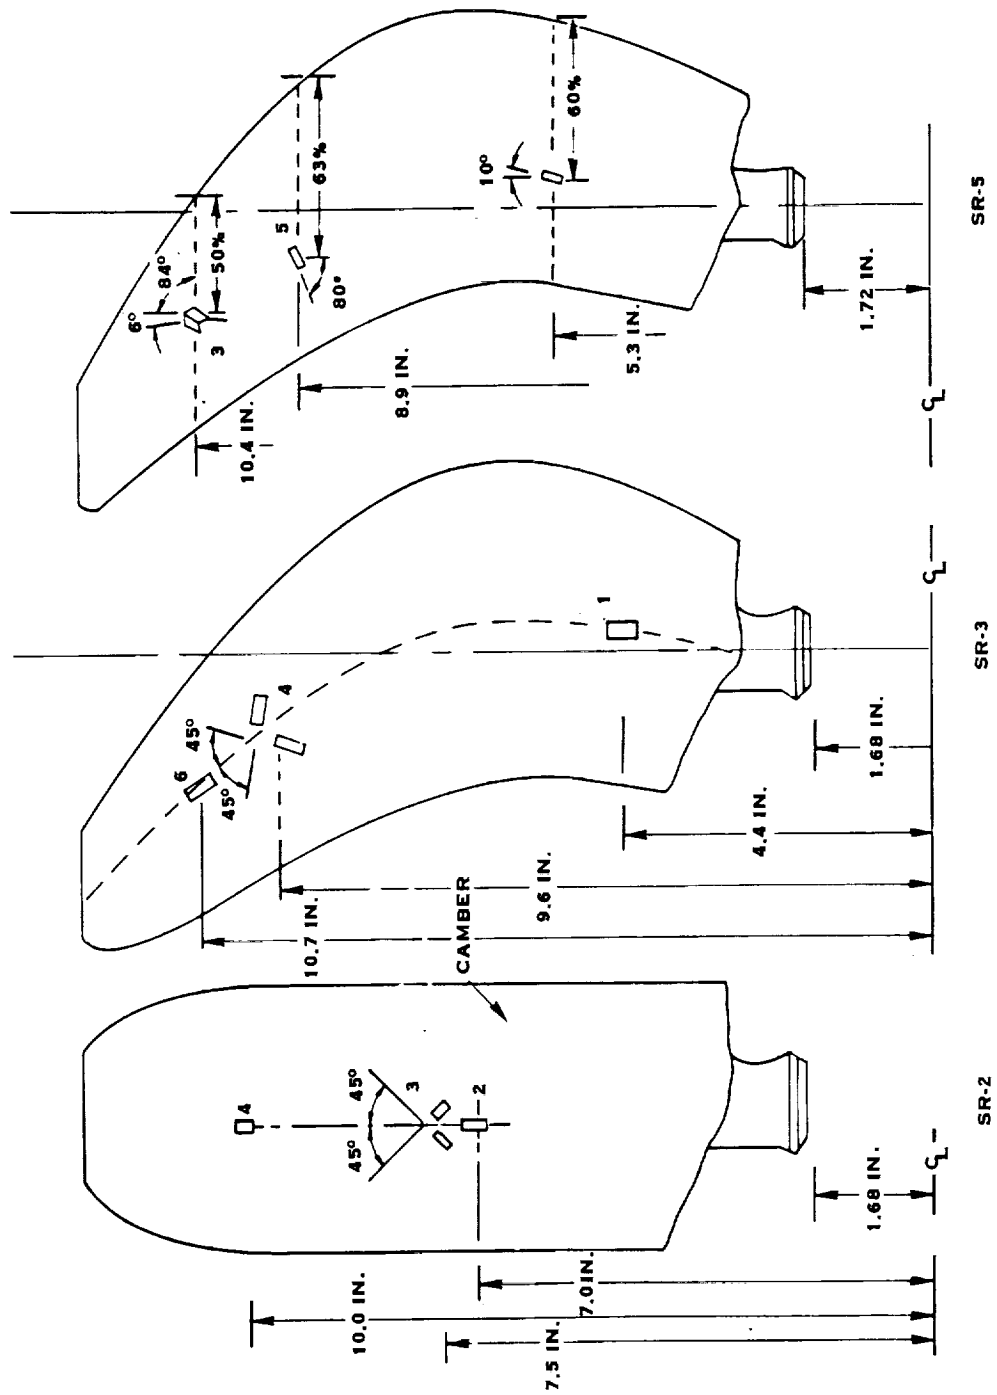 4
45°
45°
3
2
CAMBER
10.0 IN.
7.5 IN.
7.0 IN.
1.68 IN.
CL
SR-2
6
45°
45°
4
1
10.7 IN.
9.6 IN.
4.4 IN.
1.68 IN.
CL
SR-3
6°
84°
50%
3
5
63%
80°
10°
60%
10.4 IN.
8.9 IN.
5.3 IN.
1.72 IN.
CL
SR-5